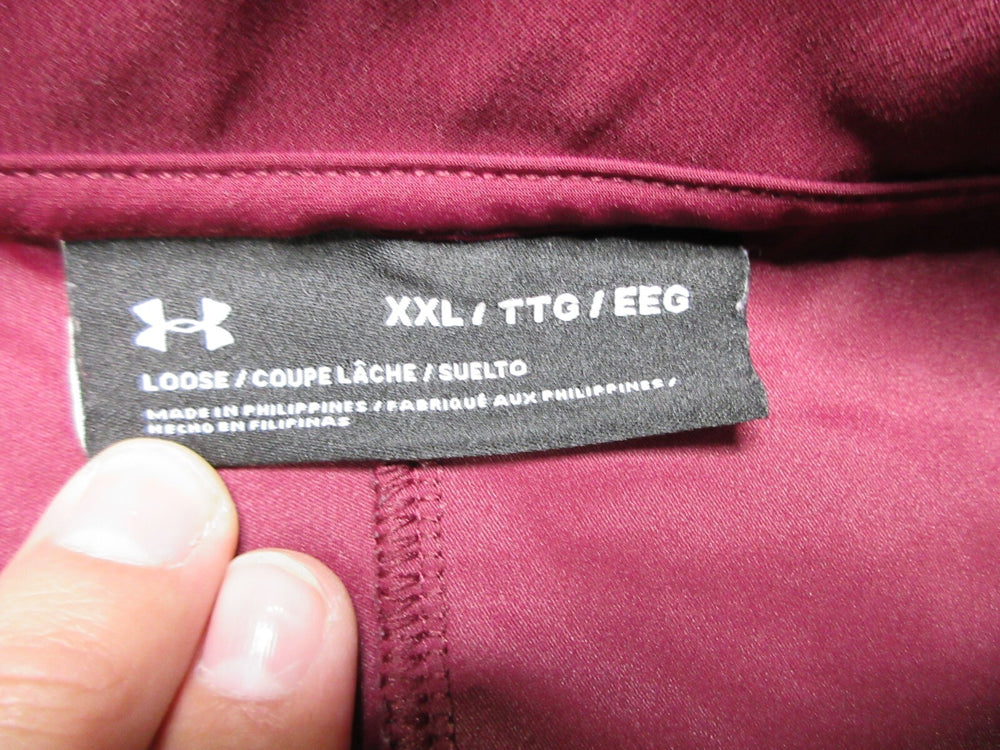 XXL / TTG / EEG
LOOSE / COUPE LÂCHE / SUELTO
MADE IN PHILIPPINES / FABRIQUÉ AUX PHILIPPINES /
HECHO EN FILIPINAS